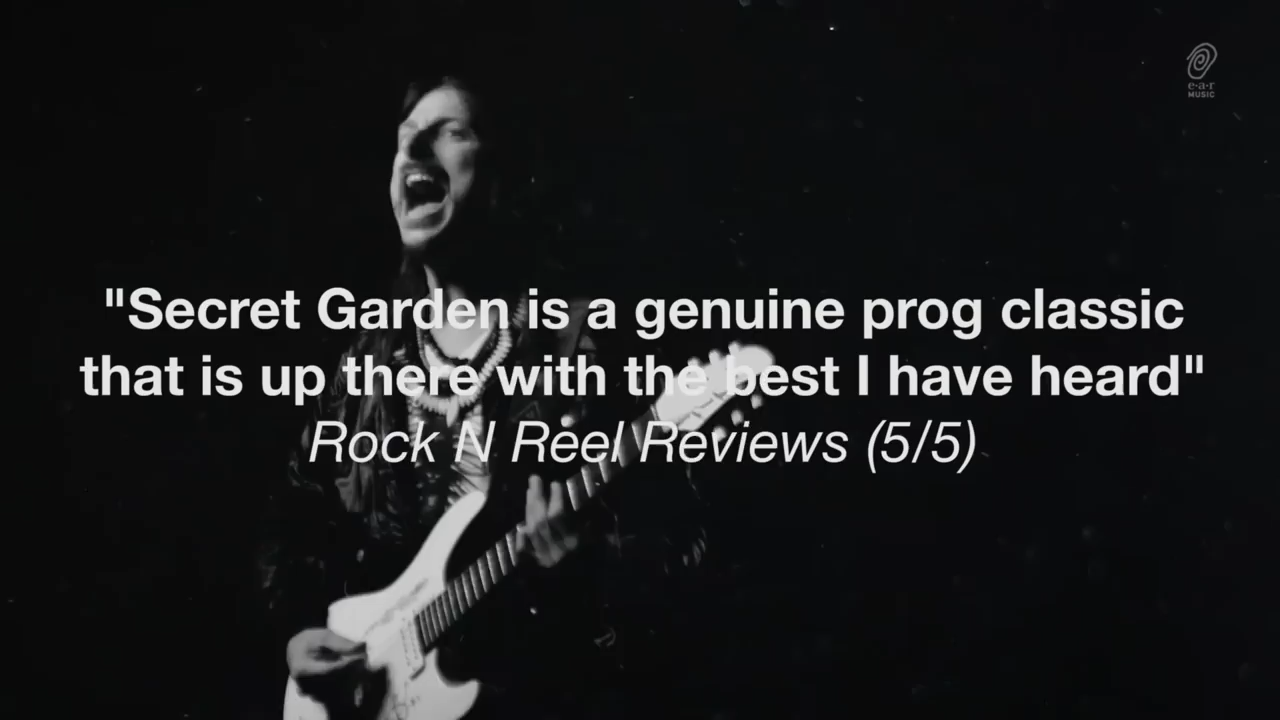 e·a·r
MUSIC
"Secret Garden is a genuine prog classic
that is up there with the best I have heard"
Rock N Reel Reviews (5/5)